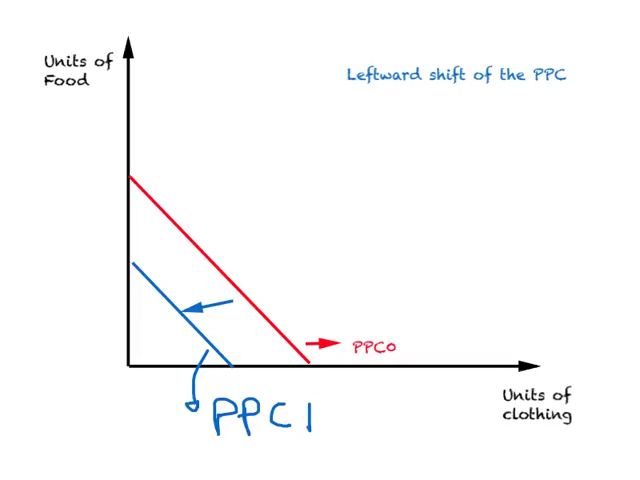 Units of
Food
Leftward shift of the PPC
PPC0
Units of
clothing
PPC1